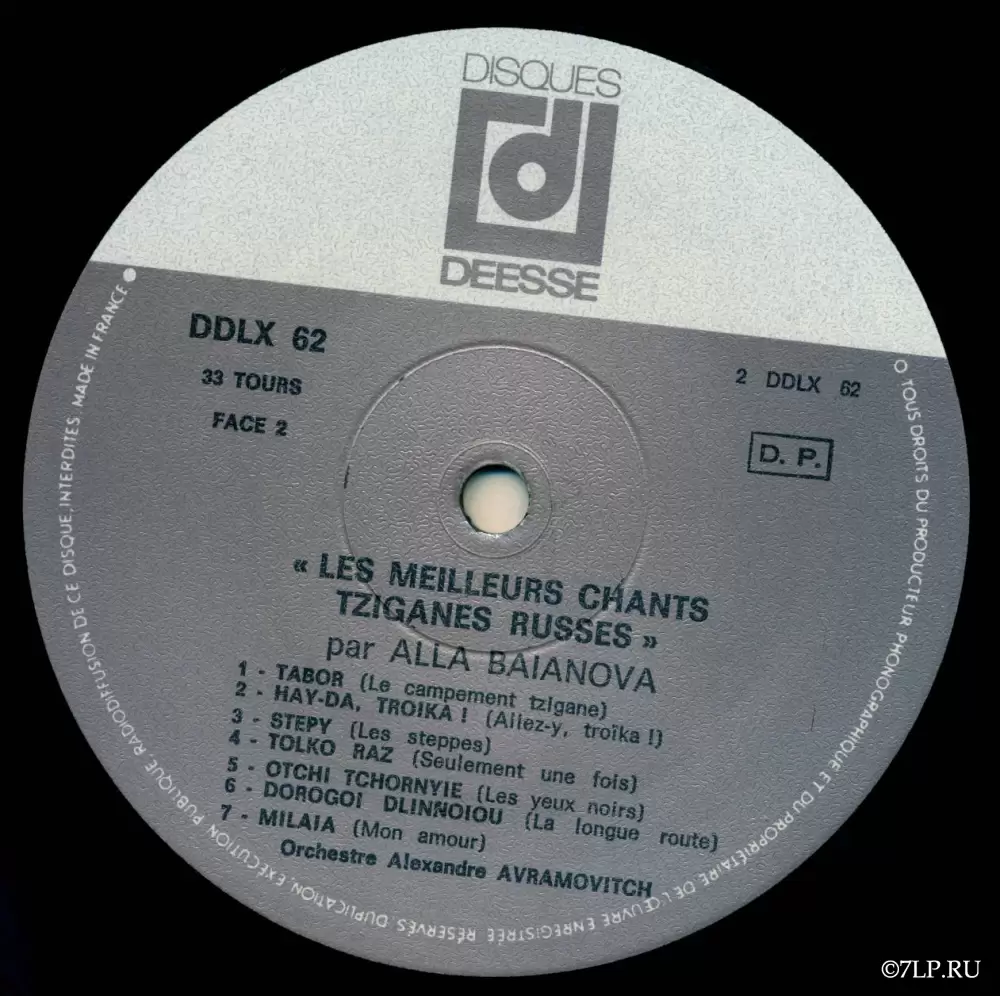 DISQUES
DEESSE
DDLX 62
33 TOURS
FACE 2
2 DDLX 62
D. P.
« LES MEILLEURS CHANTS
TZIGANES RUSSES »
par ALLA BAIANOVA
1 - TABOR (Le campement tzigane)
2 - HAY-DA, TROIKA ! (Allez-y, troïka !)
3 - STEPY (Les steppes)
4 - TOLKO RAZ (Seulement une fois)
5 - OTCHI TCHORNYIE (Les yeux noirs)
6 - DOROGOI DLINNOIOU (La longue route)
7 - MILAIA (Mon amour)
Orchestre Alexandre AVRAMOVITCH
O TOUS DROITS DU PRODUCTEUR PHONOGRAPHIQUE ET DU PROPRIÉTAIRE DE L'ŒUVRE ENREGISTRÉE RÉSERVÉS. DUPLICATION, EXÉCUTION PUBLIQUE RADIODIFFUSION DE CE DISQUE, INTERDITES MADE IN FRANCE
©7LP.RU